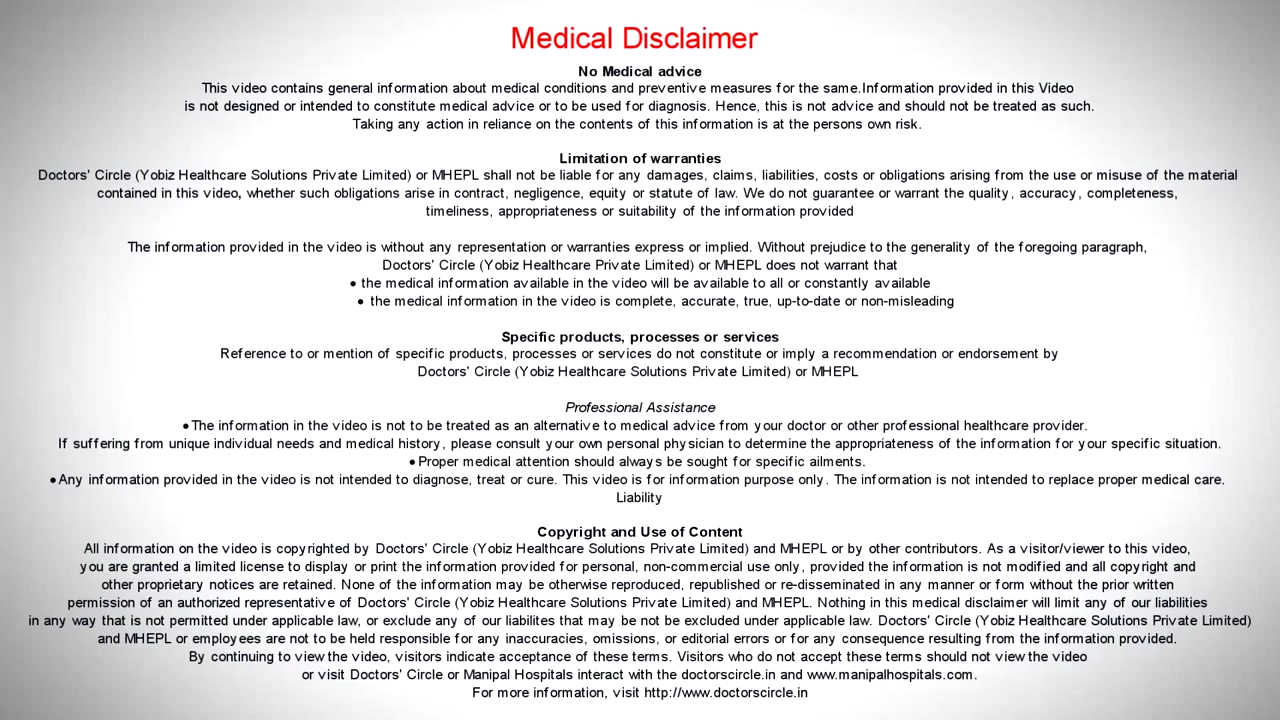 Medical Disclaimer
No Medical advice
This video contains general information about medical conditions and preventive measures for the same.Information provided in this Video
is not designed or intended to constitute medical advice or to be used for diagnosis. Hence, this is not advice and should not be treated as such.
Taking any action in reliance on the contents of this information is at the persons own risk.
Limitation of warranties
Doctors' Circle (Yobiz Healthcare Solutions Private Limited) or MHEPL shall not be liable for any damages, claims, liabilities, costs or obligations arising from the use or misuse of the material
contained in this video, whether such obligations arise in contract, negligence, equity or statute of law. We do not guarantee or warrant the quality, accuracy, completeness,
timeliness, appropriateness or suitability of the information provided
The information provided in the video is without any representation or warranties express or implied. Without prejudice to the generality of the foregoing paragraph,
Doctors' Circle (Yobiz Healthcare Private Limited) or MHEPL does not warrant that
• the medical information available in the video will be available to all or constantly available
• the medical information in the video is complete, accurate, true, up-to-date or non-misleading
Specific products, processes or services
Reference to or mention of specific products, processes or services do not constitute or imply a recommendation or endorsement by
Doctors' Circle (Yobiz Healthcare Solutions Private Limited) or MHEPL
Professional Assistance
•The information in the video is not to be treated as an alternative to medical advice from your doctor or other professional healthcare provider.
If suffering from unique individual needs and medical history, please consult your own personal physician to determine the appropriateness of the information for your specific situation.
•Proper medical attention should always be sought for specific ailments.
•Any information provided in the video is not intended to diagnose, treat or cure. This video is for information purpose only. The information is not intended to replace proper medical care.
Liability
Copyright and Use of Content
All information on the video is copyrighted by Doctors' Circle (Yobiz Healthcare Solutions Private Limited) and MHEPL or by other contributors. As a visitor/viewer to this video,
you are granted a limited license to display or print the information provided for personal, non-commercial use only, provided the information is not modified and all copyright and
other proprietary notices are retained. None of the information may be otherwise reproduced, republished or re-disseminated in any manner or form without the prior written
permission of an authorized representative of Doctors' Circle (Yobiz Healthcare Solutions Private Limited) and MHEPL. Nothing in this medical disclaimer will limit any of our liabilities
in any way that is not permitted under applicable law, or exclude any of our liabilites that may be not be excluded under applicable law. Doctors' Circle (Yobiz Healthcare Solutions Private Limited)
and MHEPL or employees are not to be held responsible for any inaccuracies, omissions, or editorial errors or for any consequence resulting from the information provided.
By continuing to view the video, visitors indicate acceptance of these terms. Visitors who do not accept these terms should not view the video
or visit Doctors' Circle or Manipal Hospitals interact with the doctorscircle.in and www.manipalhospitals.com.
For more information, visit http://www.doctorscircle.in